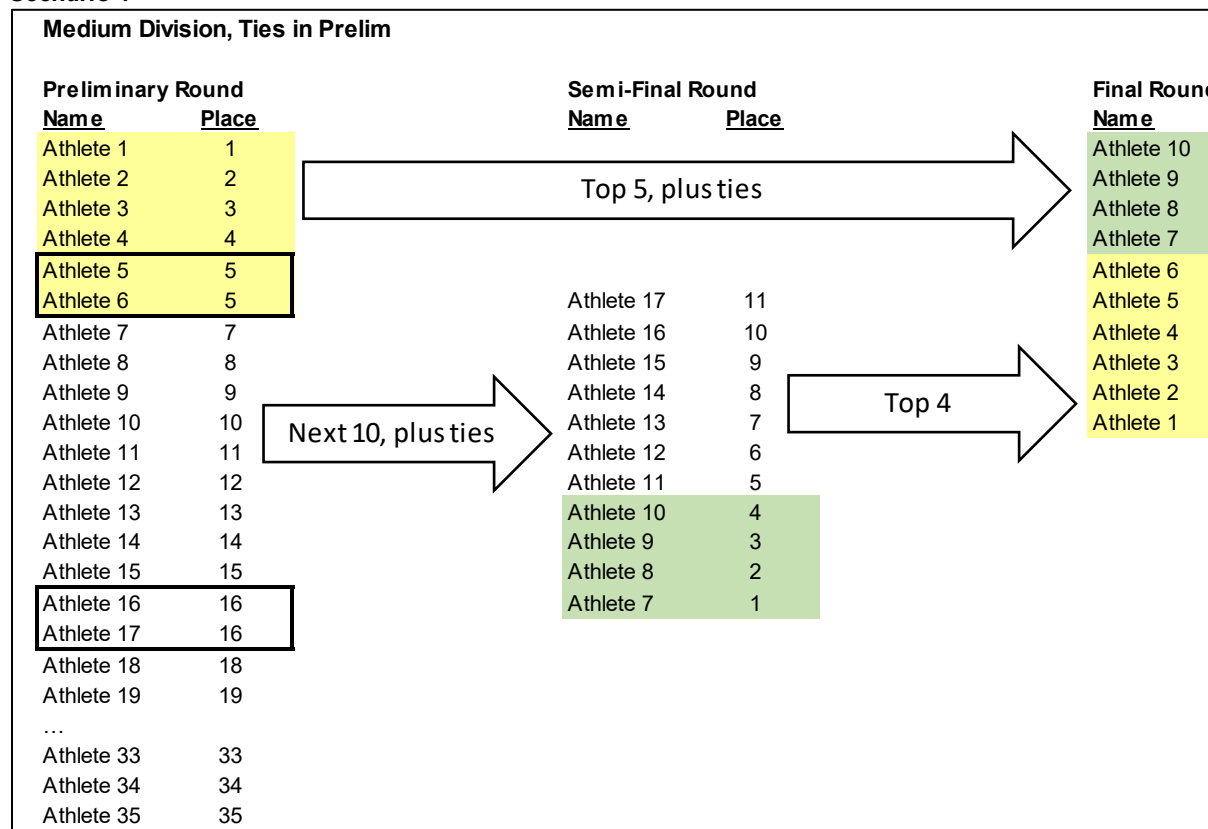 Medium Division, Ties in Prelim
Preliminary Round Semi-Final Round Final Round
Name Place Name Place Name
Athlete 1 1 Athlete 10
Athlete 2 2 Top 5, plus ties Athlete 9
Athlete 3 3 Athlete 8
Athlete 4 4 Athlete 7
Athlete 5 5 Athlete 6
Athlete 6 5 Athlete 17 11 Athlete 5
Athlete 7 7 Athlete 16 10 Athlete 4
Athlete 8 8 Athlete 15 9 Athlete 3
Athlete 9 9 Athlete 14 8 Top 4 Athlete 2
Athlete 10 10 Next 10, plus ties Athlete 13 7 Athlete 1
Athlete 11 11 Athlete 12 6
Athlete 12 12 Athlete 11 5
Athlete 13 13 Athlete 10 4
Athlete 14 14 Athlete 9 3
Athlete 15 15 Athlete 8 2
Athlete 16 16 Athlete 7 1
Athlete 17 16
Athlete 18 18
Athlete 19 19
…
Athlete 33 33
Athlete 34 34
Athlete 35 35